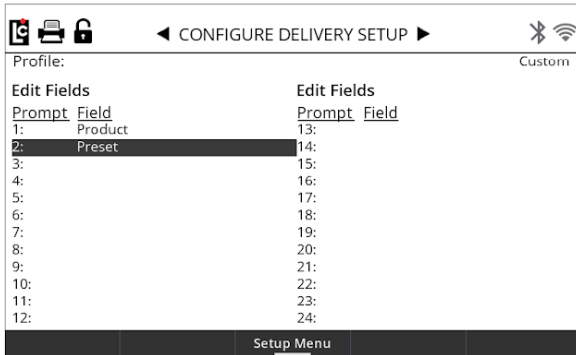 LC
◀ CONFIGURE DELIVERY SETUP ▶
Profile: Custom
Edit Fields
Prompt Field
1: Product
2: Preset
3:
4:
5:
6:
7:
8:
9:
10:
11:
12:
Edit Fields
Prompt Field
13:
14:
15:
16:
17:
18:
19:
20:
21:
22:
23:
24:
Setup Menu